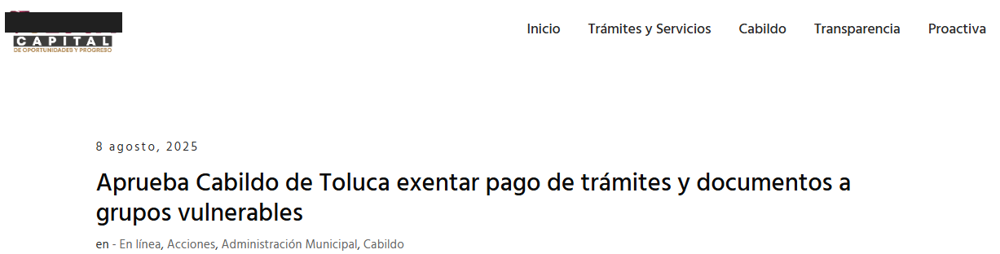 CAPITAL
DE OPORTUNIDADES Y PROGRESO
Inicio Trámites y Servicios Cabildo Transparencia Proactiva
8 agosto, 2025
Aprueba Cabildo de Toluca exentar pago de trámites y documentos a
grupos vulnerables
en - En línea, Acciones, Administración Municipal, Cabildo